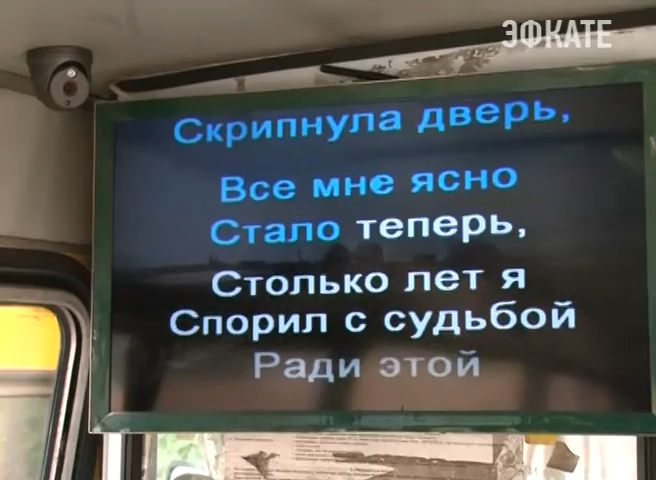 ЭФКАТЕ
Скрипнула дверь,
Все мне ясно
Стало теперь,
Столько лет я
Спорил с судьбой
Ради этой